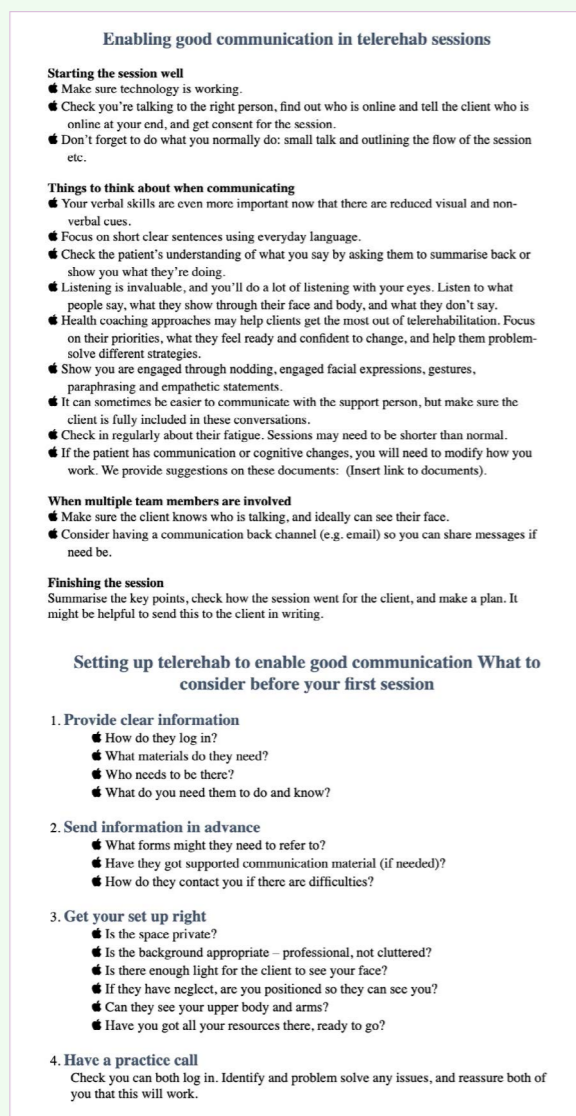 Enabling good communication in telerehab sessions
Starting the session well
Make sure technology is working.
Check you're talking to the right person, find out who is online and tell the client who is
online at your end, and get consent for the session.
Don't forget to do what you normally do: small talk and outlining the flow of the session
etc.
Things to think about when communicating
Your verbal skills are even more important now that there are reduced visual and non-
verbal cues.
Focus on short clear sentences using everyday language.
Check the patient's understanding of what you say by asking them to summarise back or
show you what they're doing.
Listening is invaluable, and you'll do a lot of listening with your eyes. Listen to what
people say, what they show through their face and body, and what they don't say.
Health coaching approaches may help clients get the most out of telerehabilitation. Focus
on their priorities, what they feel ready and confident to change, and help them problem-
solve different strategies.
Show you are engaged through nodding, engaged facial expressions, gestures,
paraphrasing and empathetic statements.
It can sometimes be easier to communicate with the support person, but make sure the
client is fully included in these conversations.
Check in regularly about their fatigue. Sessions may need to be shorter than normal.
If the patient has communication or cognitive changes, you will need to modify how you
work. We provide suggestions on these documents: (Insert link to documents).
When multiple team members are involved
Make sure the client knows who is talking, and ideally can see their face.
Consider having a communication back channel (e.g. email) so you can share messages if
need be.
Finishing the session
Summarise the key points, check how the session went for the client, and make a plan. It
might be helpful to send this to the client in writing.
Setting up telerehab to enable good communication What to
consider before your first session
1. Provide clear information
How do they log in?
What materials do they need?
Who needs to be there?
What do you need them to do and know?
2. Send information in advance
What forms might they need to refer to?
Have they got supported communication material (if needed)?
How do they contact you if there are difficulties?
3. Get your set up right
Is the space private?
Is the background appropriate – professional, not cluttered?
Is there enough light for the client to see your face?
If they have neglect, are you positioned so they can see you?
Can they see your upper body and arms?
Have you got all your resources there, ready to go?
4. Have a practice call
Check you can both log in. Identify and problem solve any issues, and reassure both of
you that this will work.